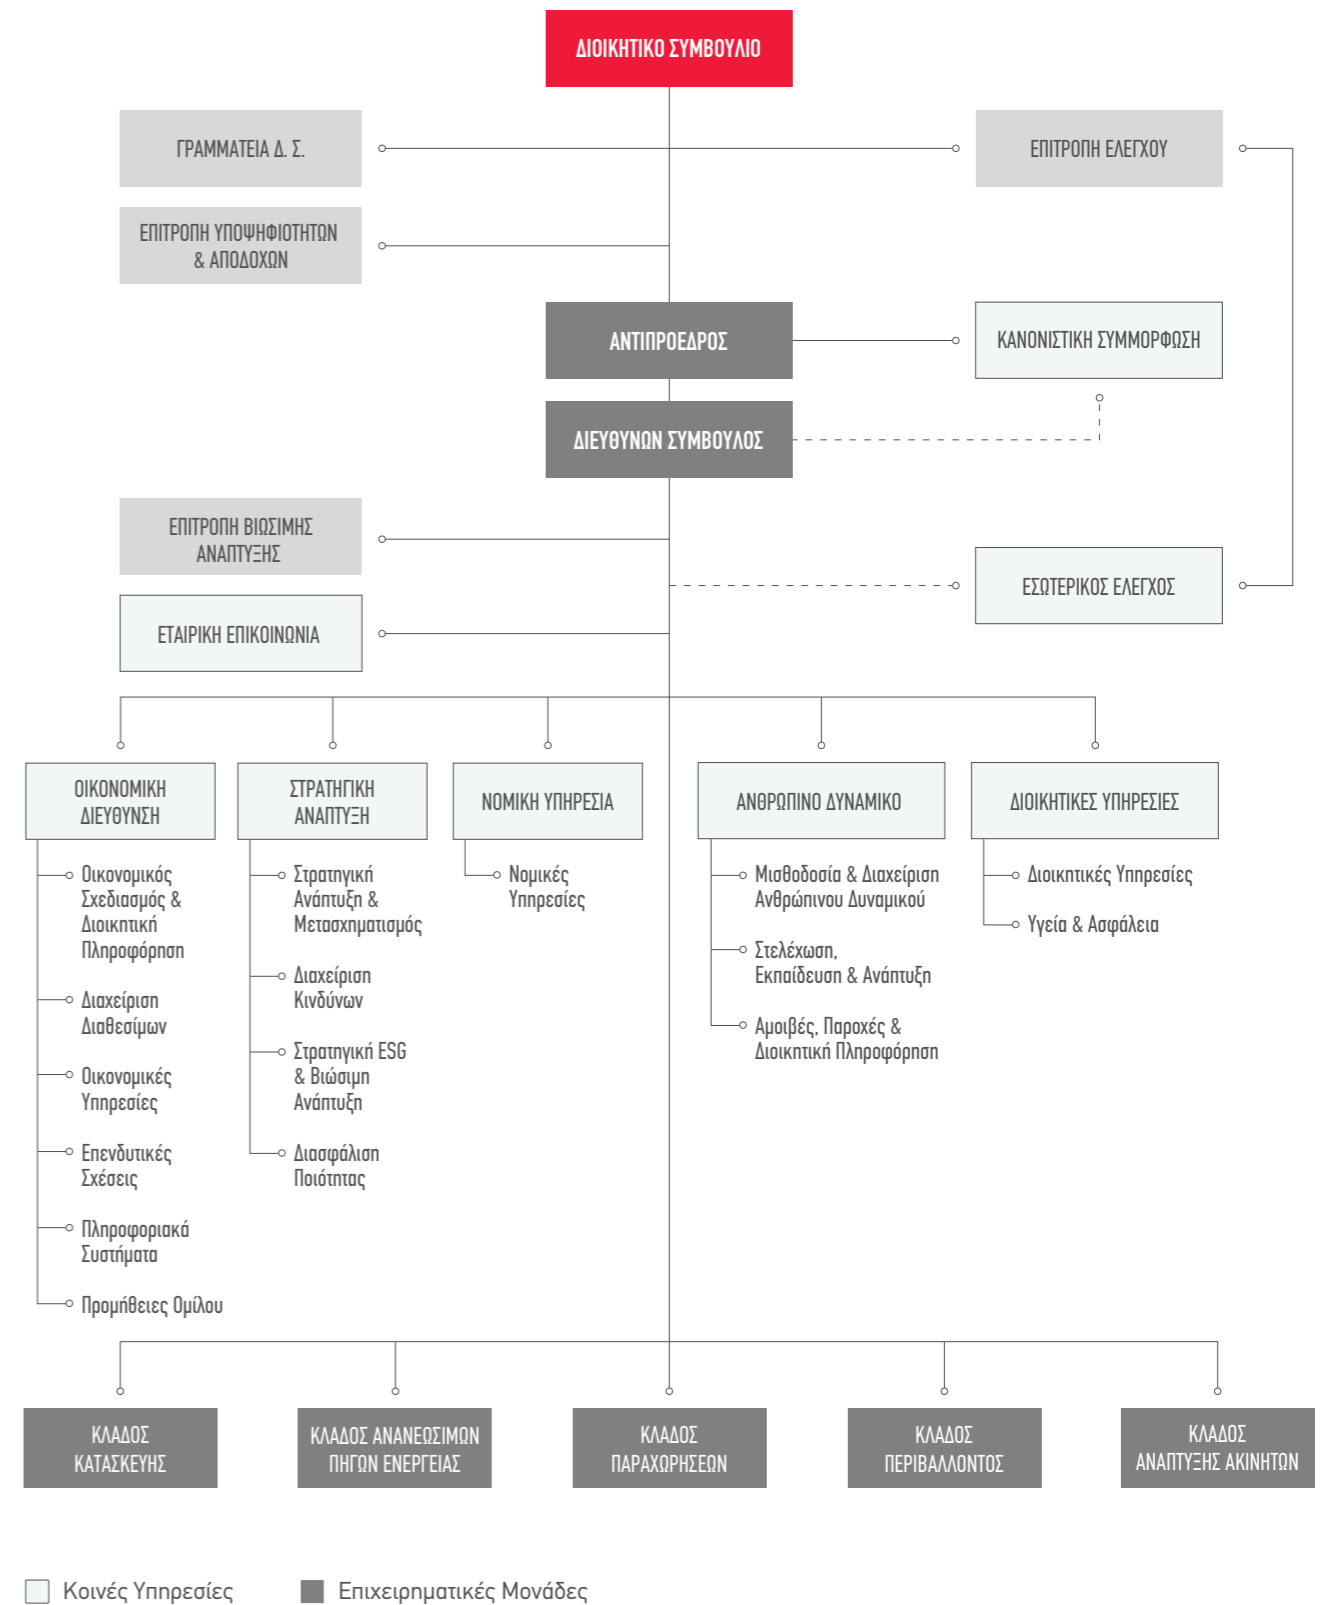 ΔΙΟΙΚΗΤΙΚΟ ΣΥΜΒΟΥΛΙΟ
ΓΡΑΜΜΑΤΕΙΑ Δ. Σ.
ΕΠΙΤΡΟΠΗ ΕΛΕΓΧΟΥ
ΕΠΙΤΡΟΠΗ ΥΠΟΨΗΦΙΟΤΗΤΩΝ
& ΑΠΟΔΟΧΩΝ
ΑΝΤΙΠΡΟΕΔΡΟΣ
ΚΑΝΟΝΙΣΤΙΚΗ ΣΥΜΜΟΡΦΩΣΗ
ΔΙΕΥΘΥΝΩΝ ΣΥΜΒΟΥΛΟΣ
ΕΠΙΤΡΟΠΗ ΒΙΩΣΙΜΗΣ
ΑΝΑΠΤΥΞΗΣ
ΕΣΩΤΕΡΙΚΟΣ ΕΛΕΓΧΟΣ
ΕΤΑΙΡΙΚΗ ΕΠΙΚΟΙΝΩΝΙΑ
ΟΙΚΟΝΟΜΙΚΗ
ΔΙΕΥΘΥΝΣΗ
Οικονομικός
Σχεδιασμός &
Διοικητική
Πληροφόρηση
Διαχείριση
Διαθεσίμων
Οικονομικές
Υπηρεσίες
Επενδυτικές
Σχέσεις
Πληροφοριακά
Συστήματα
Προμήθειες Ομίλου
ΣΤΡΑΤΗΓΙΚΗ
ΑΝΑΠΤΥΞΗ
Στρατηγική
Ανάπτυξη &
Μετασχηματισμός
Διαχείριση
Κινδύνων
Στρατηγική ESG
& Βιώσιμη
Ανάπτυξη
Διασφάλιση
Ποιότητας
ΝΟΜΙΚΗ ΥΠΗΡΕΣΙΑ
Νομικές
Υπηρεσίες
ΑΝΘΡΩΠΙΝΟ ΔΥΝΑΜΙΚΟ
Μισθοδοσία & Διαχείριση
Ανθρώπινου Δυναμικού
Στελέχωση,
Εκπαίδευση & Ανάπτυξη
Αμοιβές, Παροχές &
Διοικητική Πληροφόρηση
ΔΙΟΙΚΗΤΙΚΕΣ ΥΠΗΡΕΣΙΕΣ
Διοικητικές Υπηρεσίες
Υγεία & Ασφάλεια
ΚΛΑΔΟΣ
ΚΑΤΑΣΚΕΥΗΣ
ΚΛΑΔΟΣ ΑΝΑΝΕΩΣΙΜΩΝ
ΠΗΓΩΝ ΕΝΕΡΓΕΙΑΣ
ΚΛΑΔΟΣ
ΠΑΡΑΧΩΡΗΣΕΩΝ
ΚΛΑΔΟΣ
ΠΕΡΙΒΑΛΛΟΝΤΟΣ
ΚΛΑΔΟΣ
ΑΝΑΠΤΥΞΗΣ ΑΚΙΝΗΤΩΝ
Κοινές Υπηρεσίες
Επιχειρηματικές Μονάδες